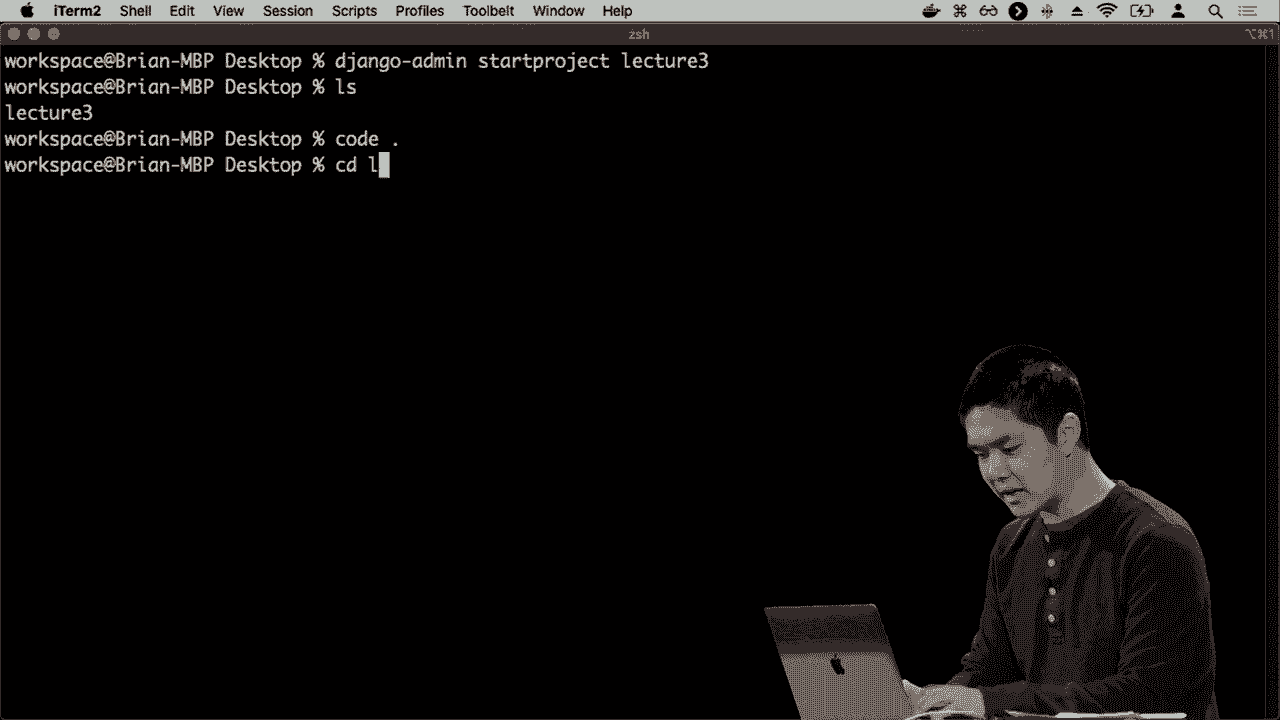 iTerm2 Shell Edit View Session Scripts Profiles Toolbelt Window Help
zsh ⌥⌘1
workspace@Brian-MBP Desktop % django-admin startproject lecture3
workspace@Brian-MBP Desktop % ls
lecture3
workspace@Brian-MBP Desktop % code .
workspace@Brian-MBP Desktop % cd l